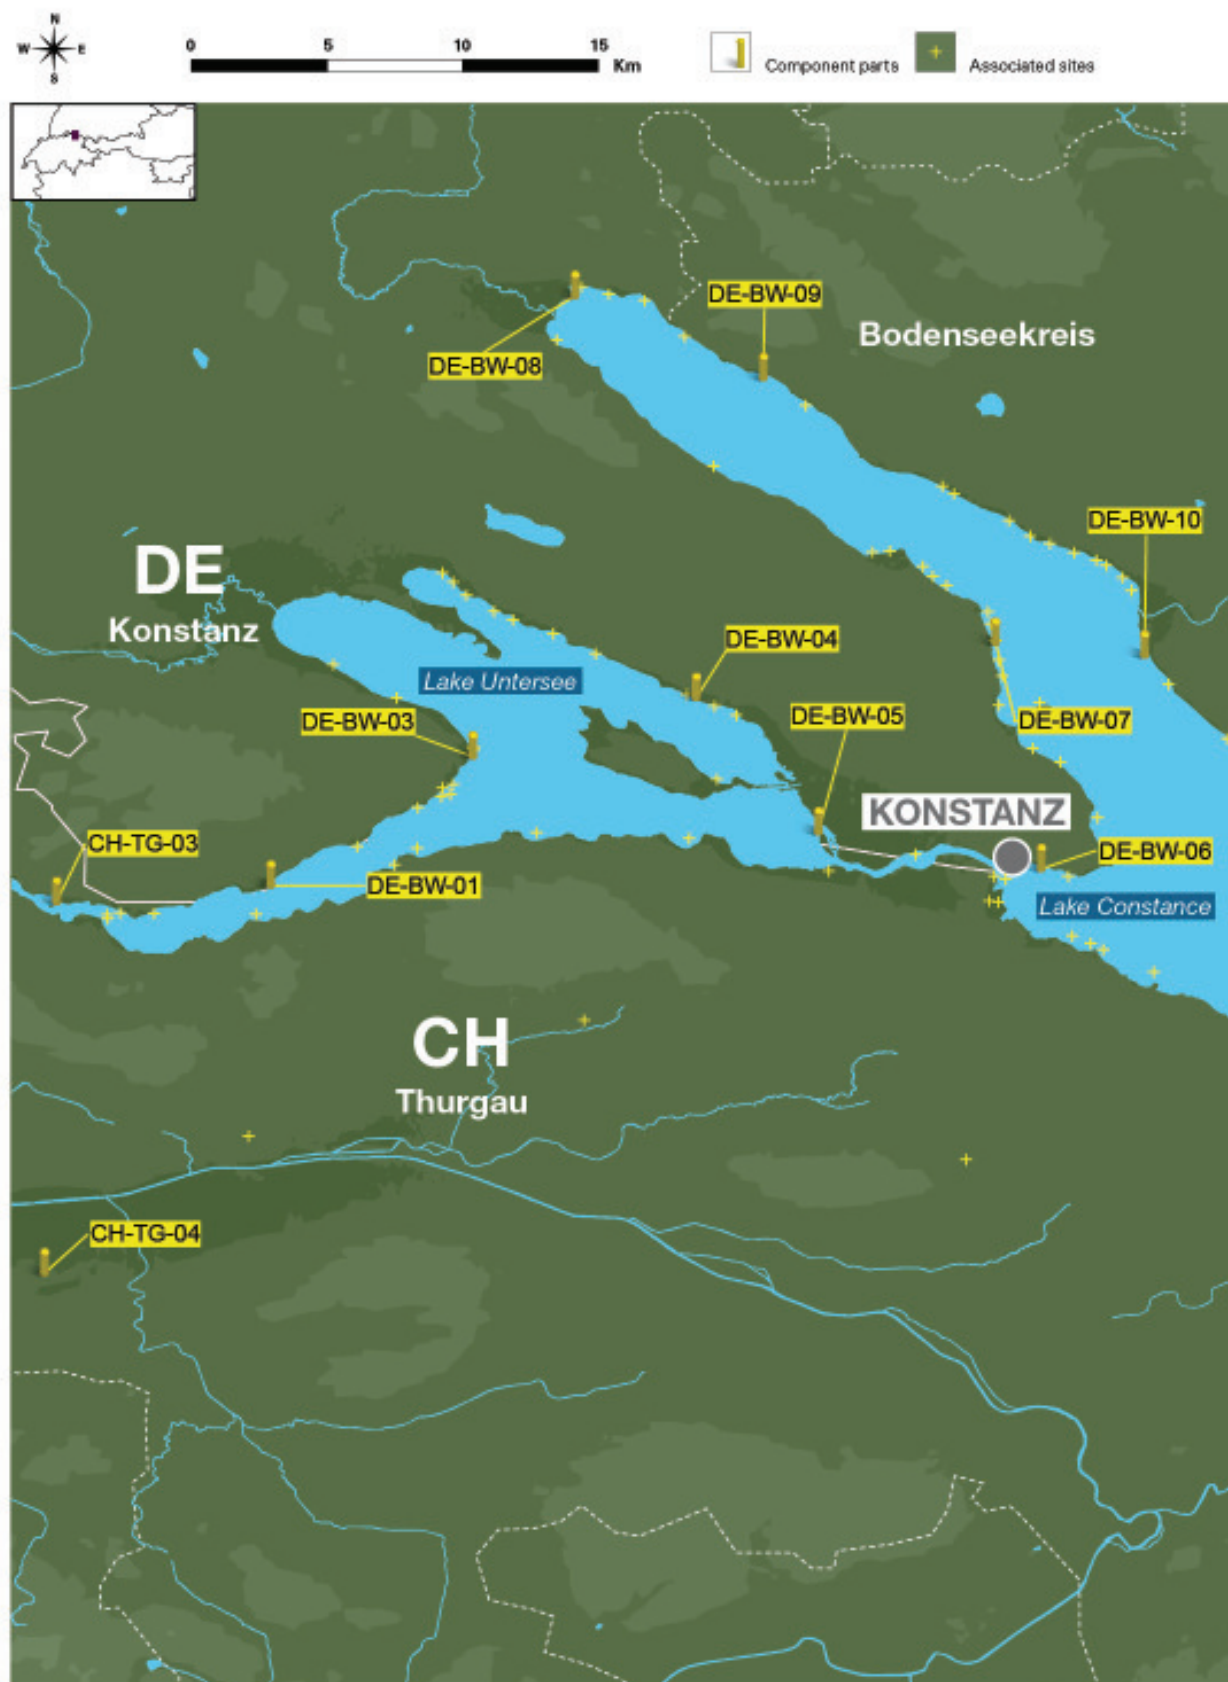 N
W E
S
0 5 10 15
Km
Component parts
Associated sites
DE-BW-09
Bodenseekreis
DE-BW-08
DE-BW-10
DE
Konstanz
DE-BW-04
Lake Untersee
DE-BW-03
DE-BW-05
DE-BW-07
KONSTANZ
CH-TG-03
DE-BW-06
DE-BW-01
Lake Constance
CH
Thurgau
CH-TG-04